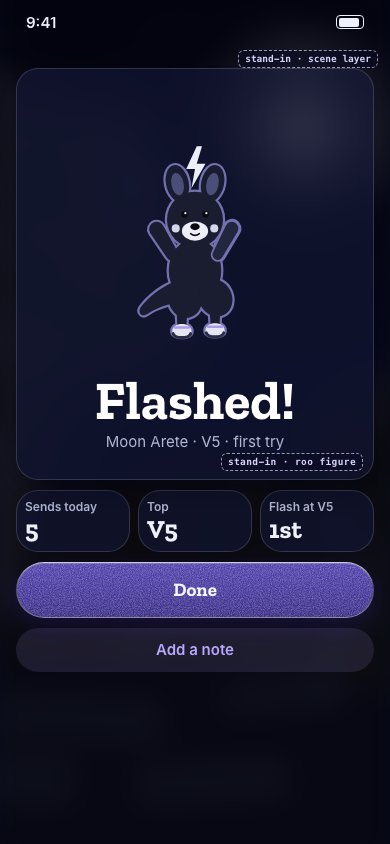 9:41
stand-in · scene layer
Flashed!
Moon Arete · V5 · first try
stand-in · roo figure
Sends today
5
Top
V5
Flash at V5
1st
Done
Add a note